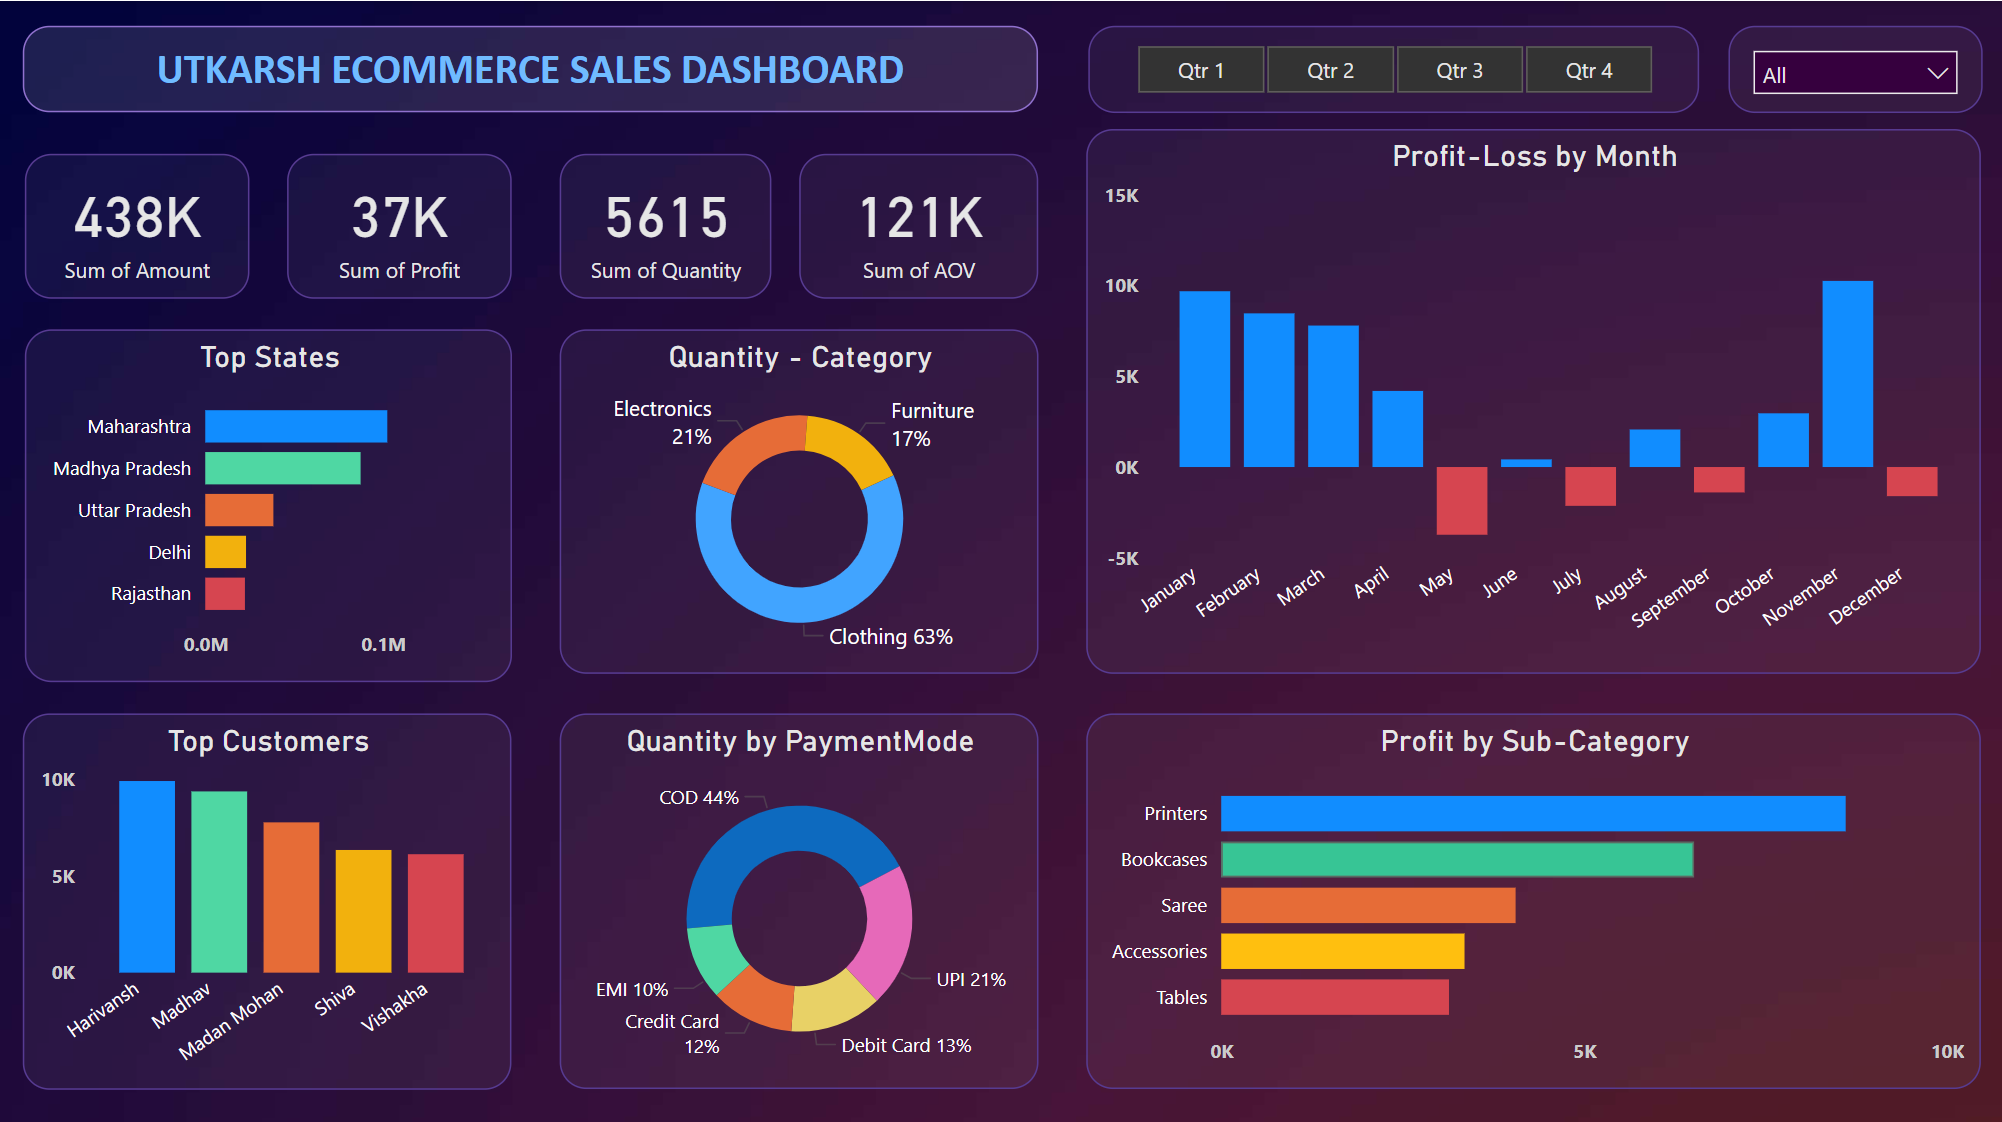 UTKARSH ECOMMERCE SALES DASHBOARD
Qtr 1
Qtr 2
Qtr 3
Qtr 4
All
438K
Sum of Amount
37K
Sum of Profit
5615
Sum of Quantity
121K
Sum of AOV
Profit-Loss by Month
15K
10K
5K
0K
-5K
January
February
March
April
May
June
July
August
September
October
November
December
Top States
Maharashtra
Madhya Pradesh
Uttar Pradesh
Delhi
Rajasthan
0.0M
0.1M
Quantity - Category
Electronics
21%
Furniture
17%
Clothing 63%
Top Customers
10K
5K
0K
Harivansh
Madhav
Madan Mohan
Shiva
Vishakha
Quantity by PaymentMode
COD 44%
EMI 10%
Credit Card
12%
Debit Card 13%
UPI 21%
Profit by Sub-Category
Printers
Bookcases
Saree
Accessories
Tables
0K
5K
10K